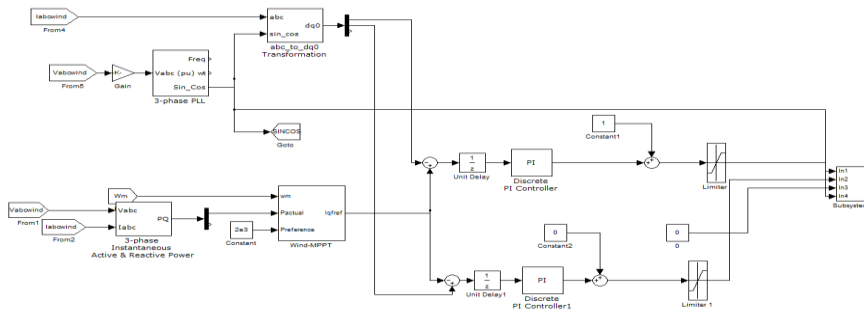 Iabcwind
From4
abc
sin_cos
dq0
abc_to_dq0
Transformation
Vabcwind
From5
K-
Gain
Freq
Vabc (pu) wt
Sin_Cos
3-phase PLL
SINCOS
Goto
1
Constant1
1
z
Unit Delay
PI
Discrete
PI Controller
Limiter
In1
In2
In3
In4
Subsystem
Wm
Vabcwind
From1
Iabcwind
From2
Vabc
Iabc
PQ
3-phase
Instantaneous
Active & Reactive Power
2e3
Constant
wm
Pactual
Preference
Iqfref
Wind-MPPT
0
Constant2
0
0
1
z
Unit Delay1
PI
Discrete
PI Controller1
Limiter 1